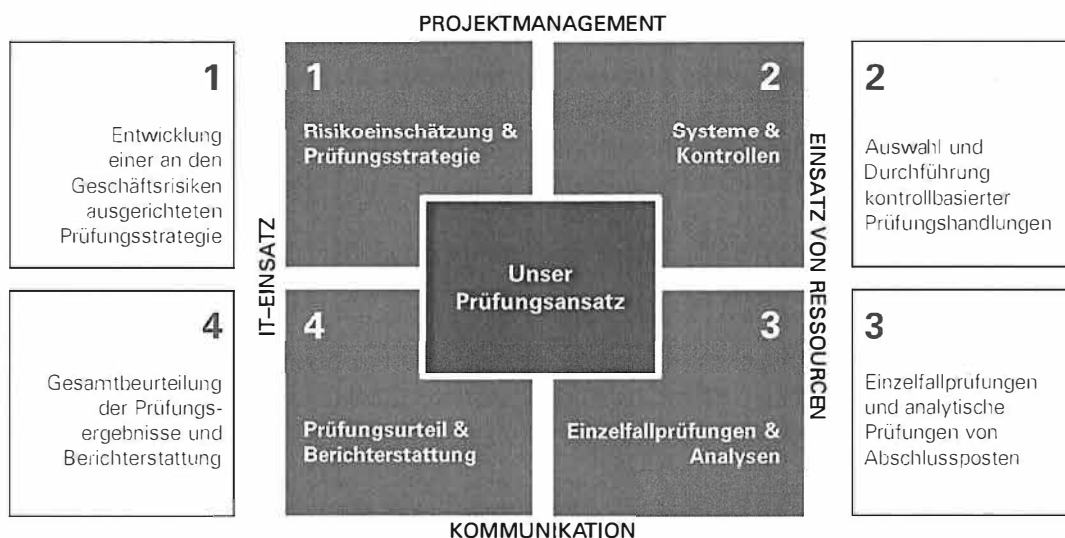 PROJEKTMANAGEMENT
1
Entwicklung
einer an den
Geschäftsrisiken
ausgerichteten
Prüfungsstrategie
1
Risikoeinschätzung &
Prüfungsstrategie
2
Systeme &
Kontrollen
2
Auswahl und
Durchführung
kontrollbasierter
Prüfungshandlungen
IT-EINSATZ
Unser
Prüfungsansatz
EINSATZ VON RESSOURCEN
4
Gesamtbeurteilung
der Prüfungs-
ergebnisse und
Berichterstattung
4
Prüfungsurteil &
Berichterstattung
3
Einzelfallprüfungen &
Analysen
3
Einzelfallprüfungen
und analytische
Prüfungen von
Abschlussposten
KOMMUNIKATION